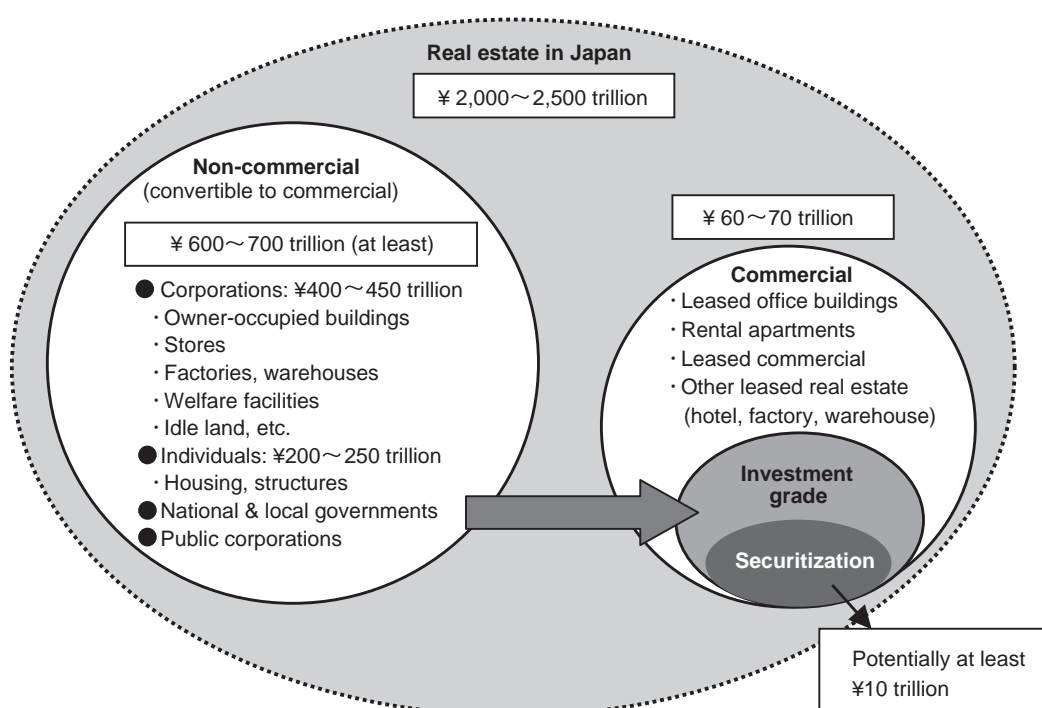 Real estate in Japan
¥ 2,000～2,500 trillion
Non-commercial
(convertible to commercial)
¥ 600～700 trillion (at least)
● Corporations: ¥400～450 trillion
・Owner-occupied buildings
・Stores
・Factories, warehouses
・Welfare facilities
・Idle land, etc.
● Individuals: ¥200～250 trillion
・Housing, structures
● National & local governments
● Public corporations
¥ 60～70 trillion
Commercial
・Leased office buildings
・Rental apartments
・Leased commercial
・Other leased real estate
(hotel, factory, warehouse)
Investment
grade
Securitization
Potentially at least
¥10 trillion